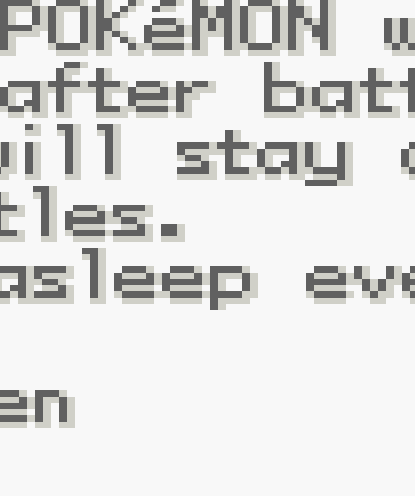 POKéMON w
after batt
will stay
tles.
asleep eve
en